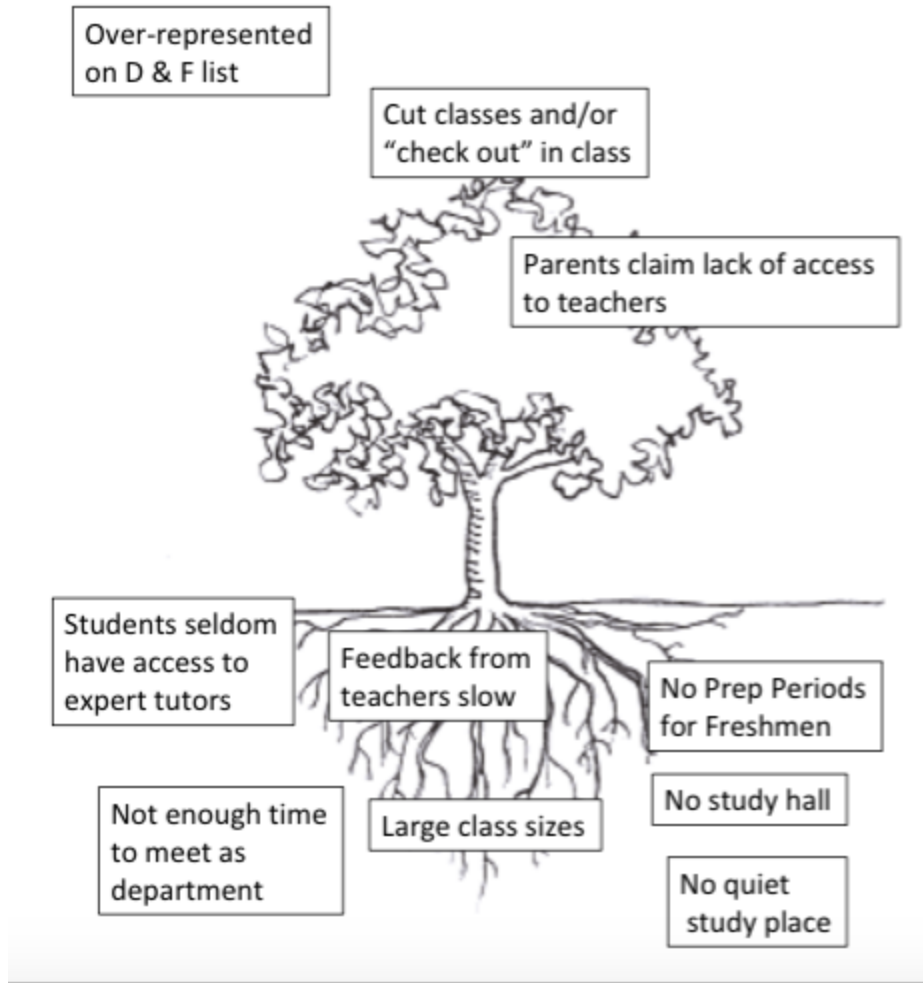 Over-represented
on D & F list
Cut classes and/or
“check out” in class
Parents claim lack of access
to teachers
Students seldom
have access to
expert tutors
Feedback from
teachers slow
No Prep Periods
for Freshmen
Not enough time
to meet as
department
Large class sizes
No study hall
No quiet
study place